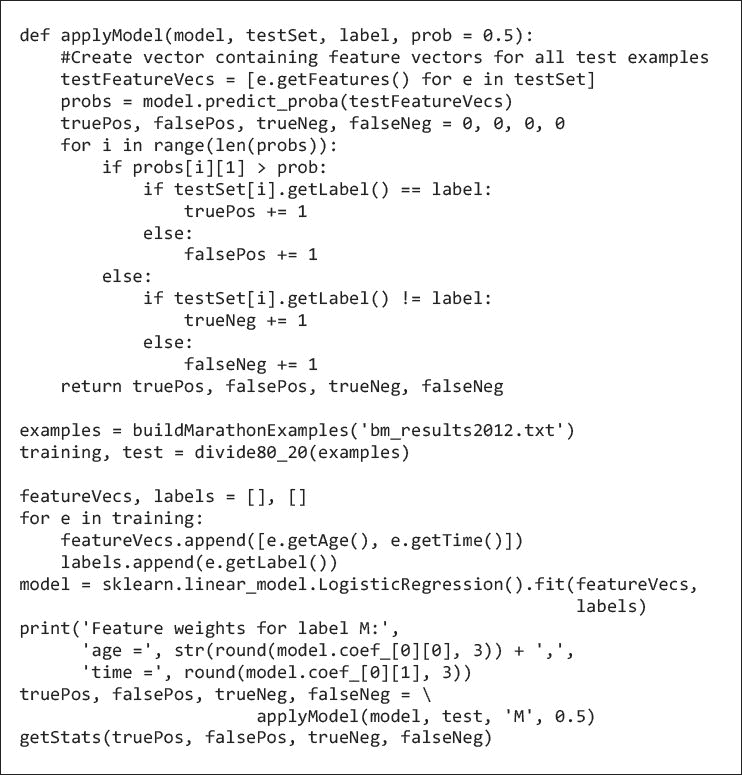 def applyModel(model, testSet, label, prob = 0.5):
    #Create vector containing feature vectors for all test examples
    testFeatureVecs = [e.getFeatures() for e in testSet]
    probs = model.predict_proba(testFeatureVecs)
    truePos, falsePos, trueNeg, falseNeg = 0, 0, 0, 0
    for i in range(len(probs)):
        if probs[i][1] > prob:
            if testSet[i].getLabel() == label:
                truePos += 1
            else:
                falsePos += 1
        else:
            if testSet[i].getLabel() != label:
                trueNeg += 1
            else:
                falseNeg += 1
    return truePos, falsePos, trueNeg, falseNeg

examples = buildMarathonExamples('bm_results2012.txt')
training, test = divide80_20(examples)

featureVecs, labels = [], []
for e in training:
    featureVecs.append([e.getAge(), e.getTime()])
    labels.append(e.getLabel())
model = sklearn.linear_model.LogisticRegression().fit(featureVecs,
                                                      labels)
print('Feature weights for label M:',
      'age =', str(round(model.coef_[0][0], 3)) + ',',
      'time =', round(model.coef_[0][1], 3))
truePos, falsePos, trueNeg, falseNeg = \
                       applyModel(model, test, 'M', 0.5)
getStats(truePos, falsePos, trueNeg, falseNeg)